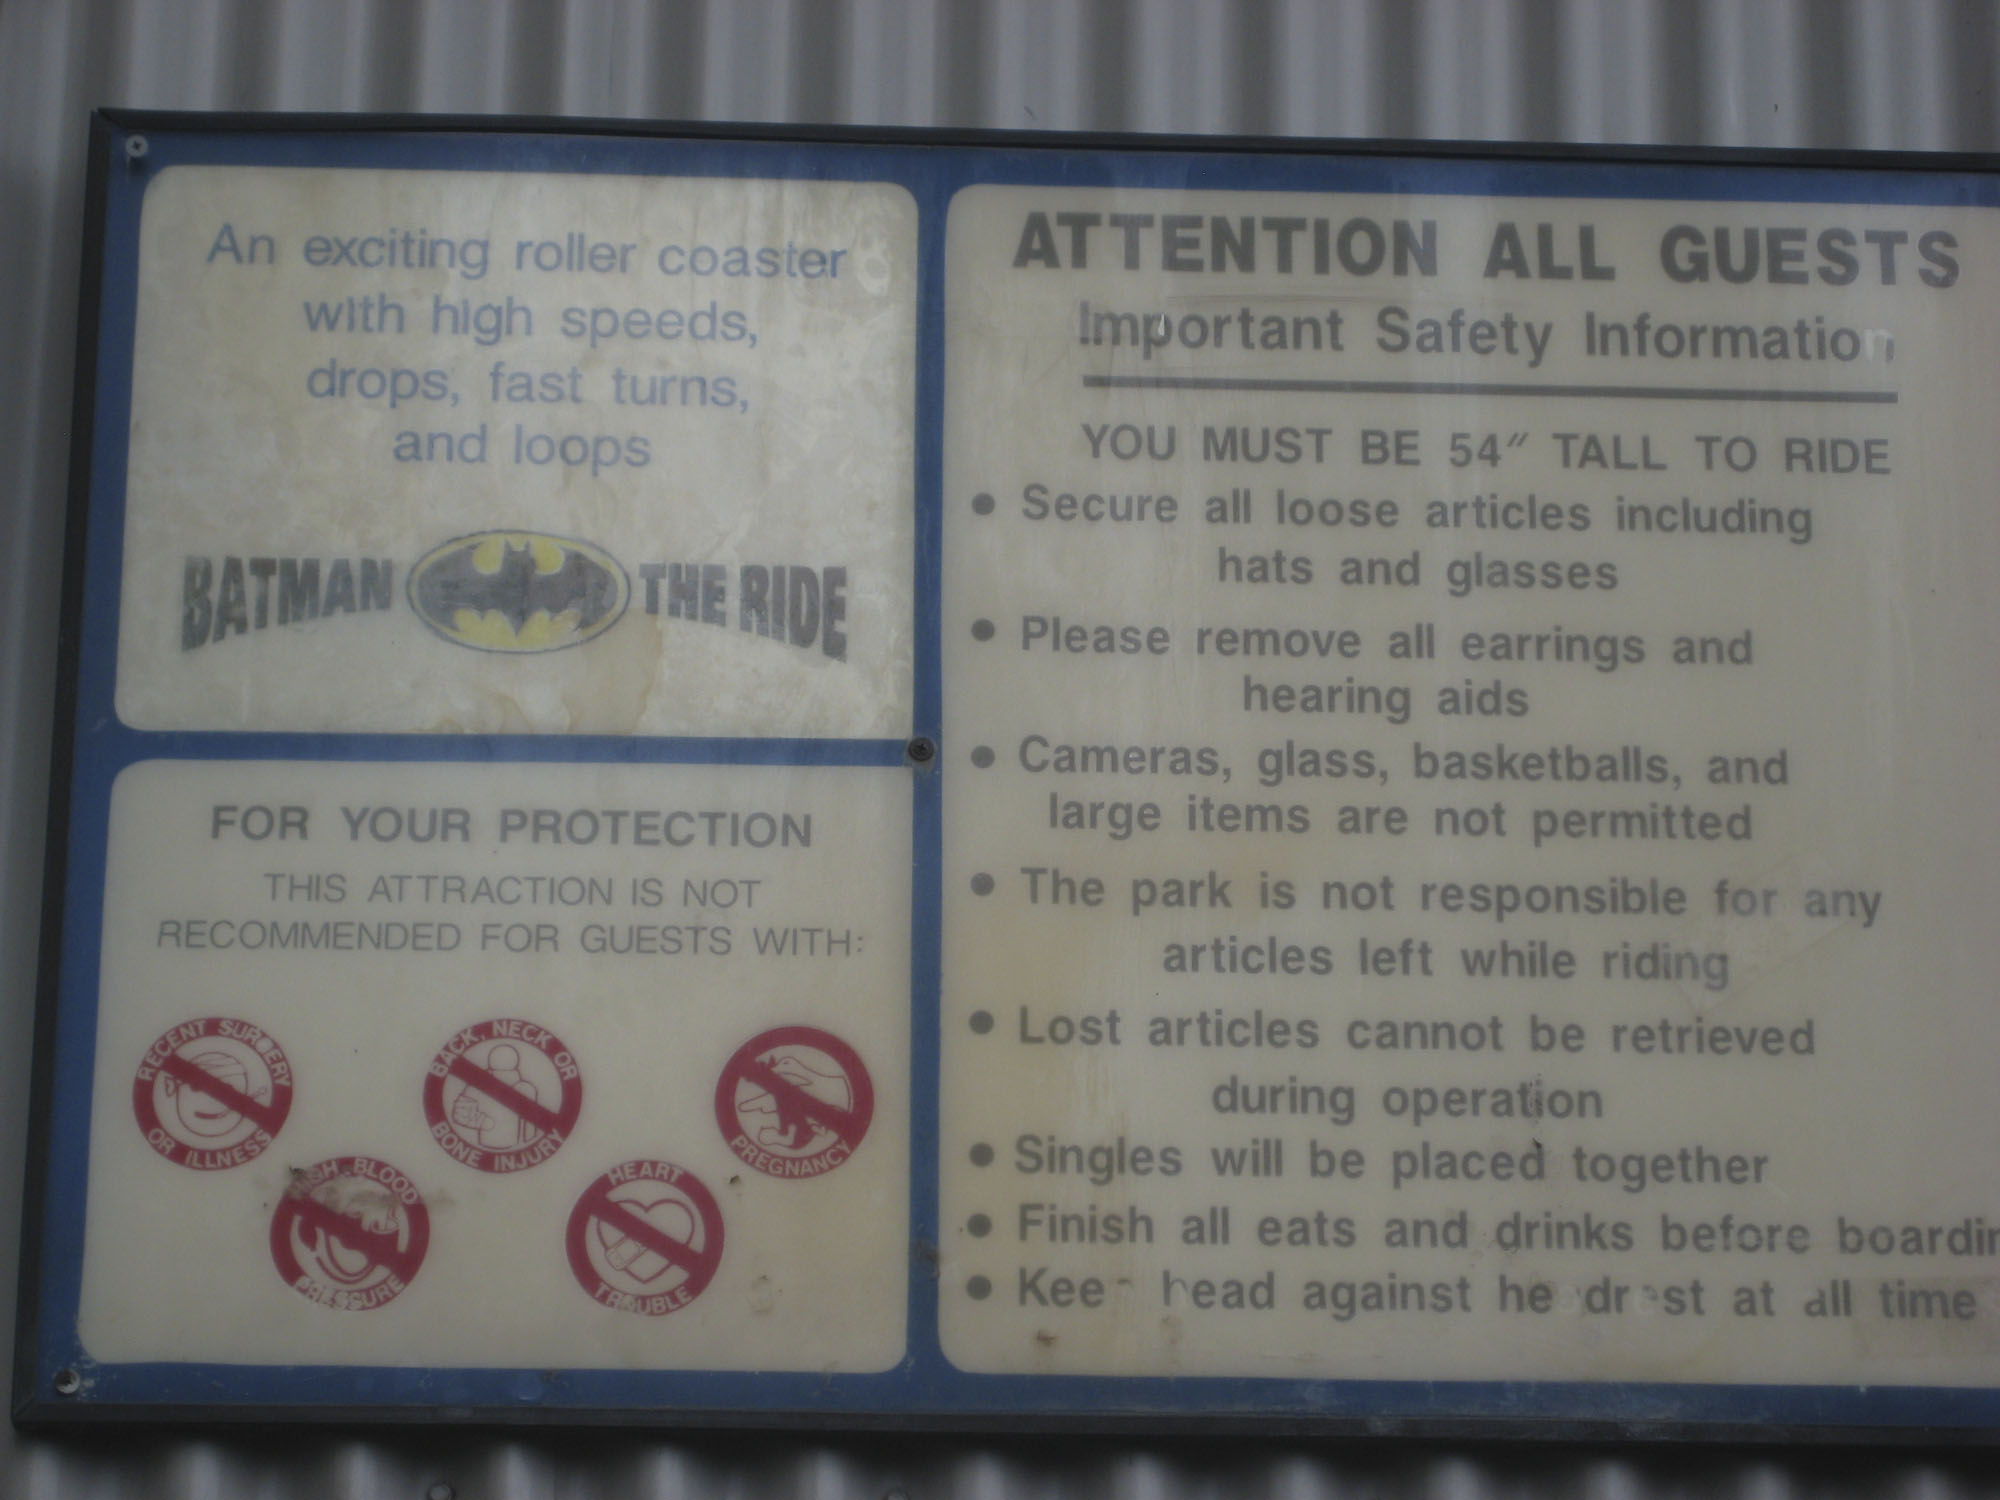 An exciting roller coaster
with high speeds,
drops, fast turns,
and loops
BATMAN THE RIDE
FOR YOUR PROTECTION
THIS ATTRACTION IS NOT
RECOMMENDED FOR GUESTS WITH:
RECENT SURGERY
OR ILLNESS
BACK, NECK OR
BONE INJURY
PREGNANCY
HIGH BLOOD
PRESSURE
HEART
TROUBLE
ATTENTION ALL GUESTS
Important Safety Information
YOU MUST BE 54″ TALL TO RIDE
• Secure all loose articles including
hats and glasses
• Please remove all earrings and
hearing aids
• Cameras, glass, basketballs, and
large items are not permitted
• The park is not responsible for any
articles left while riding
• Lost articles cannot be retrieved
during operation
• Singles will be placed together
• Finish all eats and drinks before boardin
• Keep head against headrest at all time